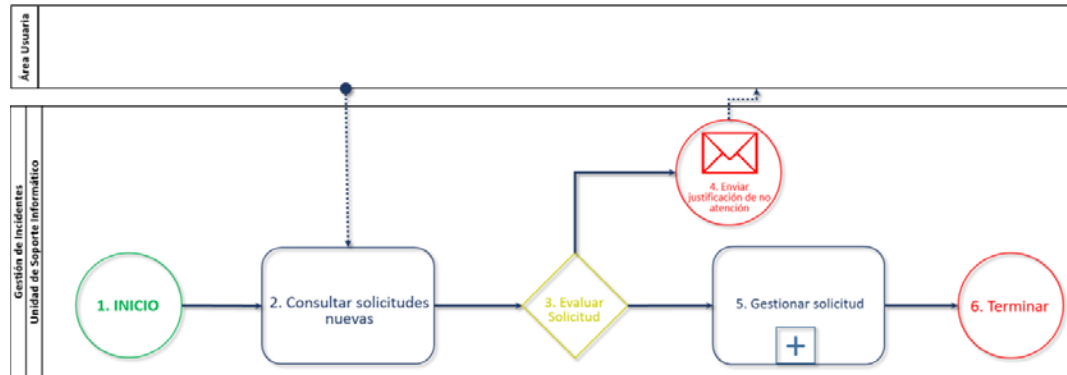 Área Usuaria
Gestión de Incidentes
Unidad de Soporte Informático
1. INICIO
2. Consultar solicitudes
nuevas
3. Evaluar
Solicitud
4. Enviar
justificación de no
atención
5. Gestionar solicitud
6. Terminar